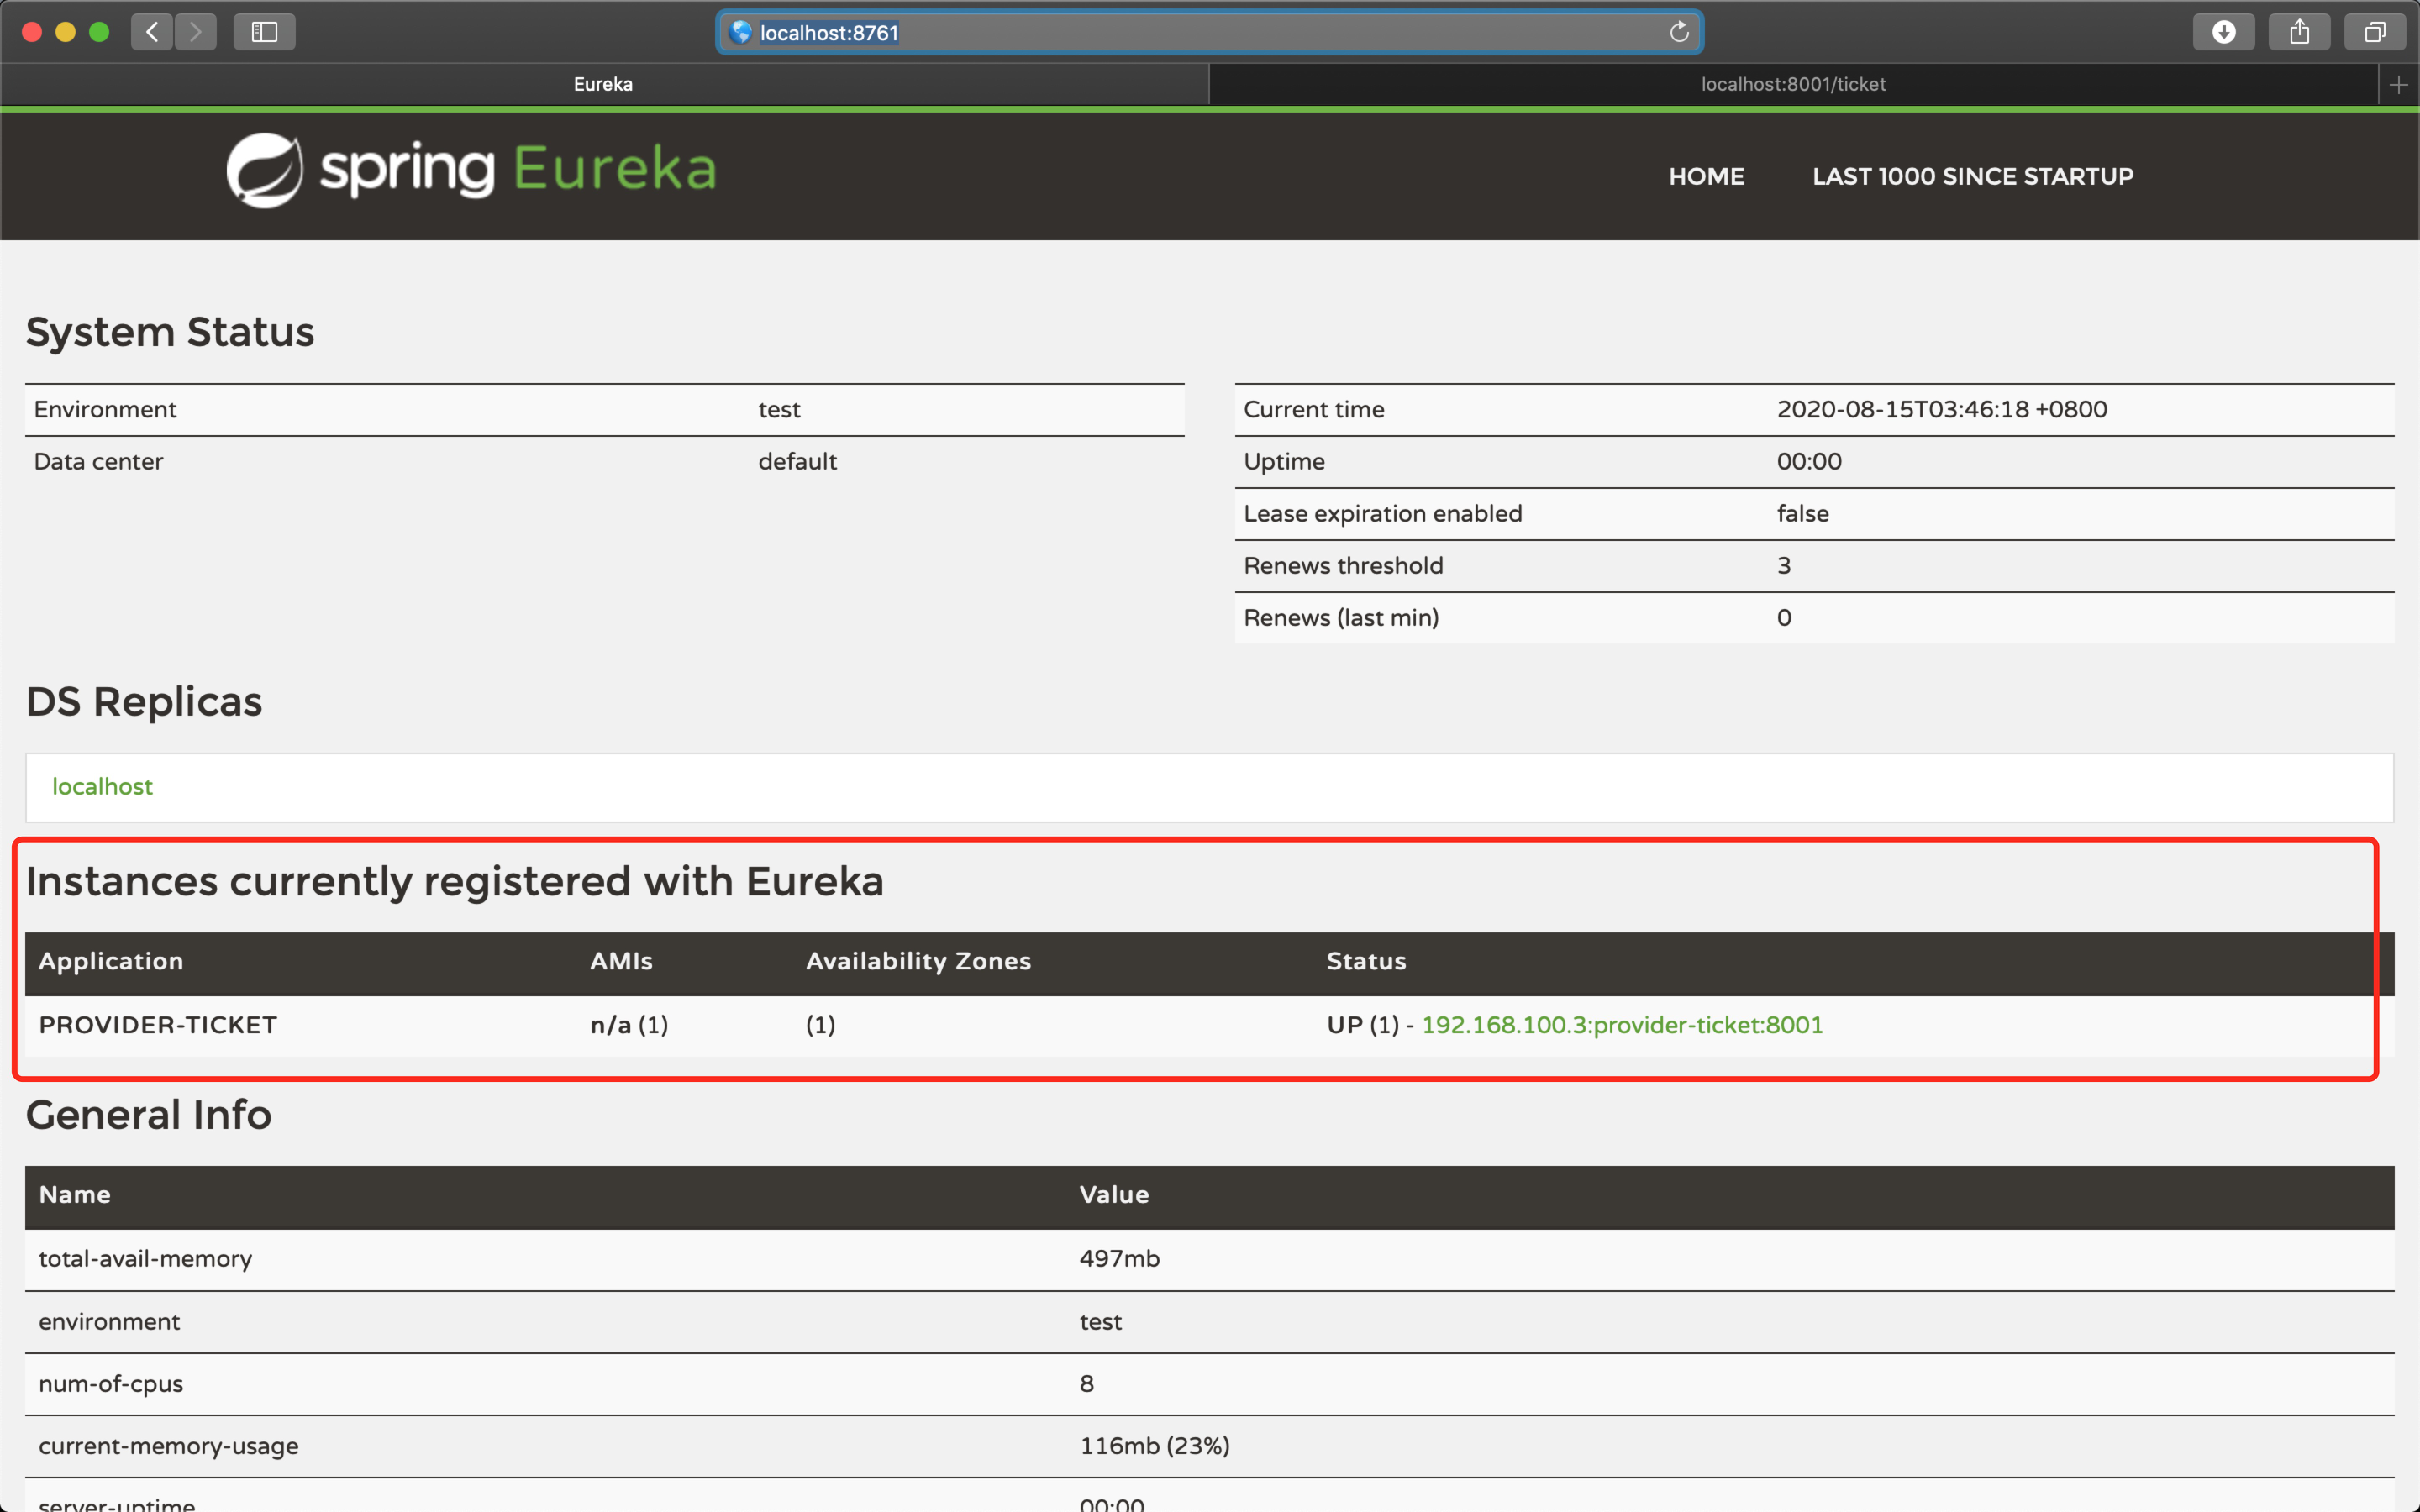 localhost:8761
Eureka
localhost:8001/ticket
spring Eureka
HOME LAST 1000 SINCE STARTUP
System Status
Environment test
Data center default
Current time 2020-08-15T03:46:18 +0800
Uptime 00:00
Lease expiration enabled false
Renews threshold 3
Renews (last min) 0
DS Replicas
localhost
Instances currently registered with Eureka
Application AMIs Availability Zones Status
PROVIDER-TICKET n/a (1) (1) UP (1) - 192.168.100.3:provider-ticket:8001
General Info
Name Value
total-avail-memory 497mb
environment test
num-of-cpus 8
current-memory-usage 116mb (23%)
server-uptime 00:00